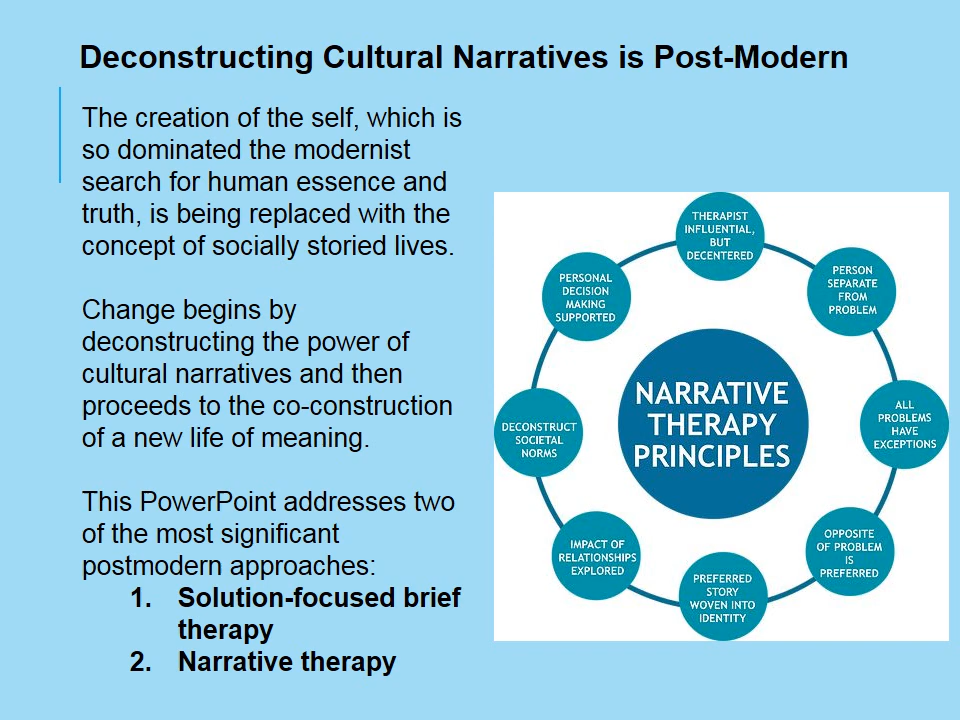 Deconstructing Cultural Narratives is Post-Modern
The creation of the self, which is
so dominated the modernist
search for human essence and
truth, is being replaced with the
concept of socially storied lives.
Change begins by
deconstructing the power of
cultural narratives and then
proceeds to the co-construction
of a new life of meaning.
This PowerPoint addresses two
of the most significant
postmodern approaches:
1. Solution-focused brief
therapy
2. Narrative therapy
NARRATIVE
THERAPY
PRINCIPLES
THERAPIST
INFLUENTIAL,
BUT
DECENTERED
PERSON
SEPARATE
FROM
PROBLEM
ALL
PROBLEMS
HAVE
EXCEPTIONS
OPPOSITE
OF PROBLEM
IS
PREFERRED
PREFERRED
STORY
WOVEN INTO
IDENTITY
IMPACT OF
RELATIONSHIPS
EXPLORED
DECONSTRUCT
SOCIETAL
NORMS
PERSONAL
DECISION
MAKING
SUPPORTED